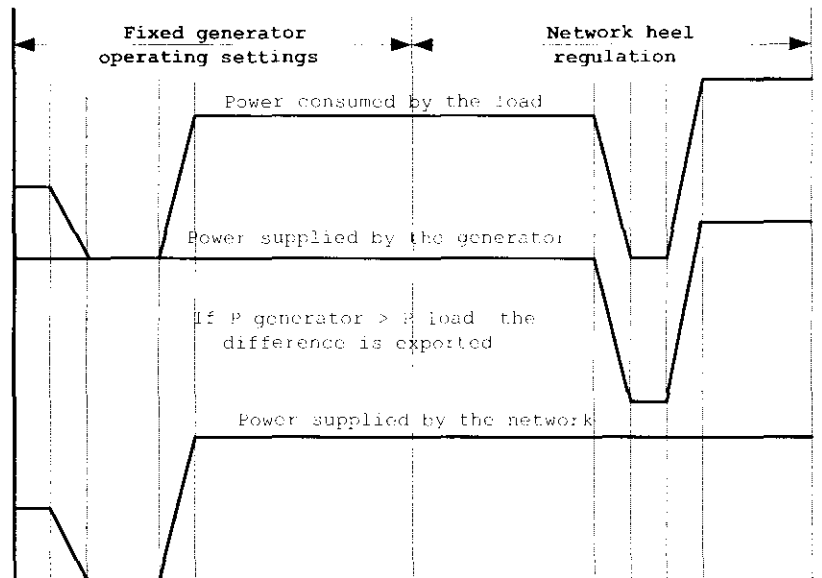 Fixed generator
operating settings
Network heel
regulation
Power consumed by the load
Power supplied by the generator
If P generator > P load the
difference is exported
Power supplied by the network